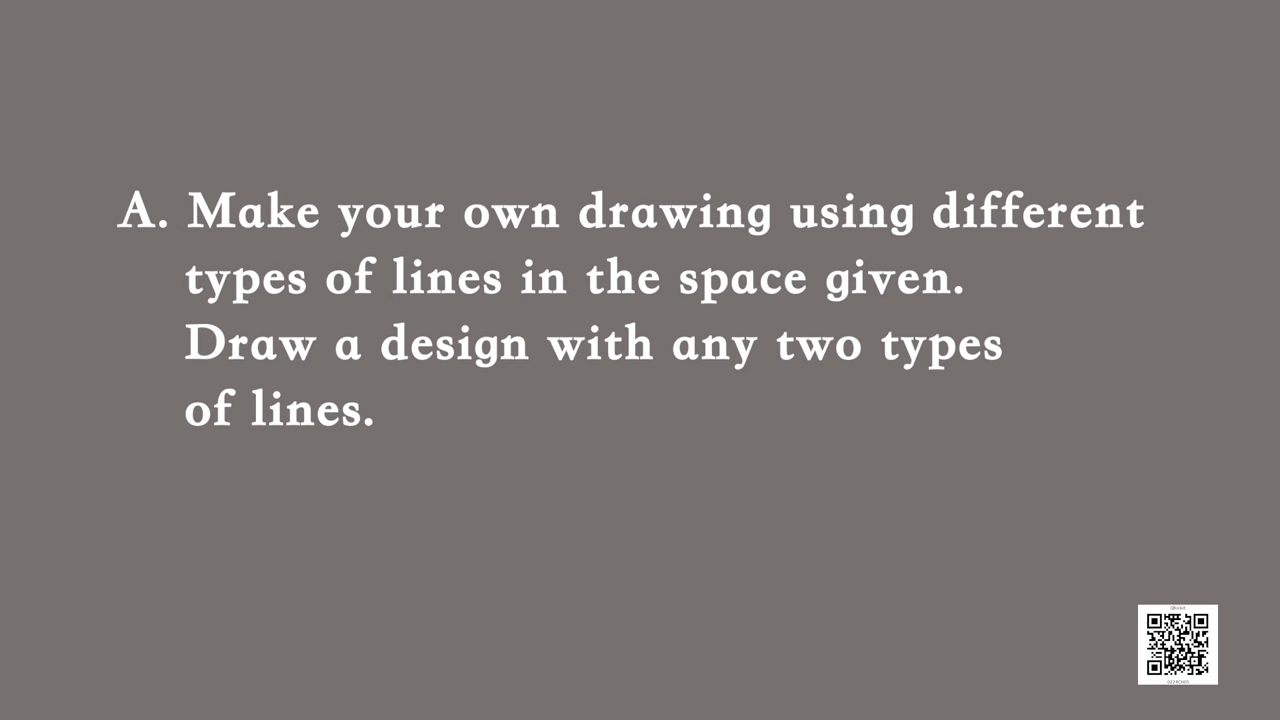 A. Make your own drawing using different
types of lines in the space given.
Draw a design with any two types
of lines.